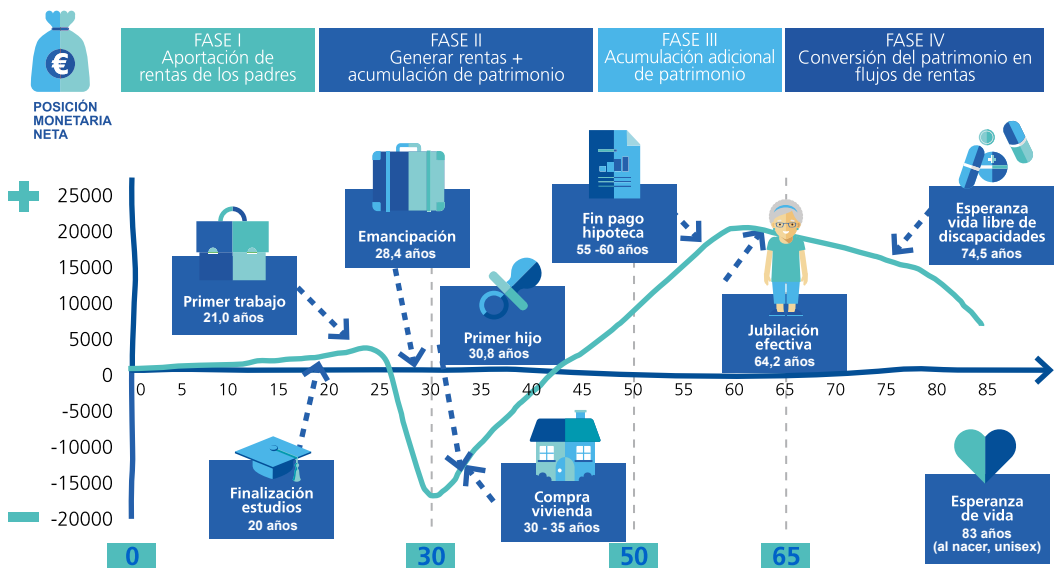 €
POSICIÓN
MONETARIA
NETA
FASE I
Aportación de
rentas de los padres
FASE II
Generar rentas +
acumulación de patrimonio
FASE III
Acumulación adicional
de patrimonio
FASE IV
Conversión del patrimonio en
flujos de rentas
25000
20000
15000
10000
5000
0
-5000
-10000
-15000
-20000
Primer trabajo
21,0 años
Emancipación
28,4 años
Primer hijo
30,8 años
Fin pago
hipoteca
55 -60 años
Jubilación
efectiva
64,2 años
Esperanza
vida libre de
discapacidades
74,5 años
0 5 10 15 20 25 30 35 40 45 50 55 60 65 70 75 80 85
Finalización
estudios
20 años
Compra
vivienda
30 - 35 años
Esperanza
de vida
83 años
(al nacer, unisex)
0 30 50 65